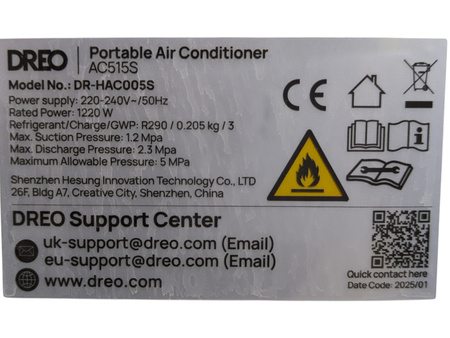 DREO
Portable Air Conditioner
AC515S
Model No.: DR-HAC005S
Power supply: 220-240V~/50Hz
Rated Power: 1220 W
Refrigerant/Charge/GWP: R290 / 0.205 kg / 3
Max. Suction Pressure: 1.2 Mpa
Max. Discharge Pressure: 2.3 Mpa
Maximum Allowable Pressure: 5 MPa
Shenzhen Hesung Innovation Technology Co., LTD
26F, Bldg A7, Creative City, Shenzhen, China
CE
DREO Support Center
uk-support@dreo.com (Email)
eu-support@dreo.com (Email)
www.dreo.com
Quick contact here
Date Code: 2025/01